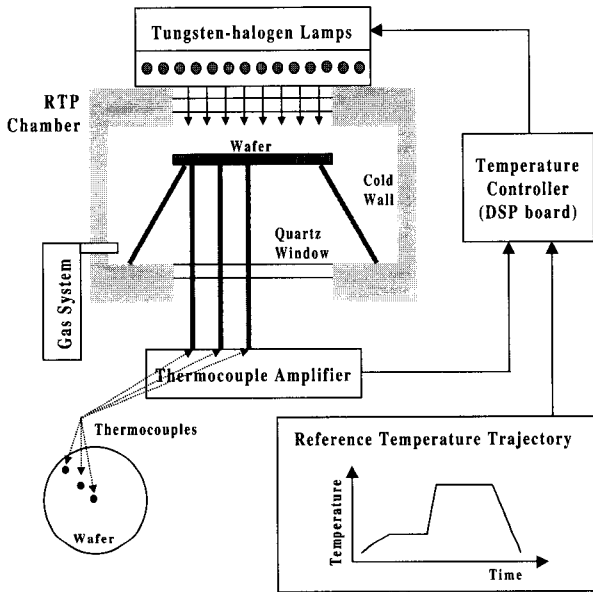 Tungsten-halogen Lamps
RTP
Chamber
Wafer
Cold
Wall
Temperature
Controller
(DSP board)
Quartz
Window
Gas System
Thermocouple Amplifier
Thermocouples
Wafer
Reference Temperature Trajectory
Temperature
Time